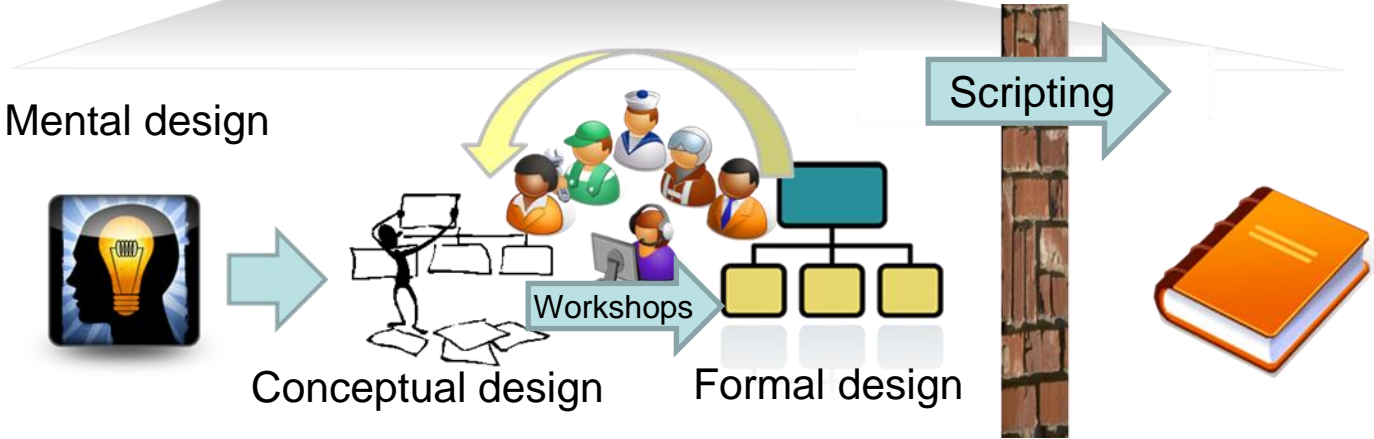 Mental design
Scripting
Workshops
Conceptual design
Formal design